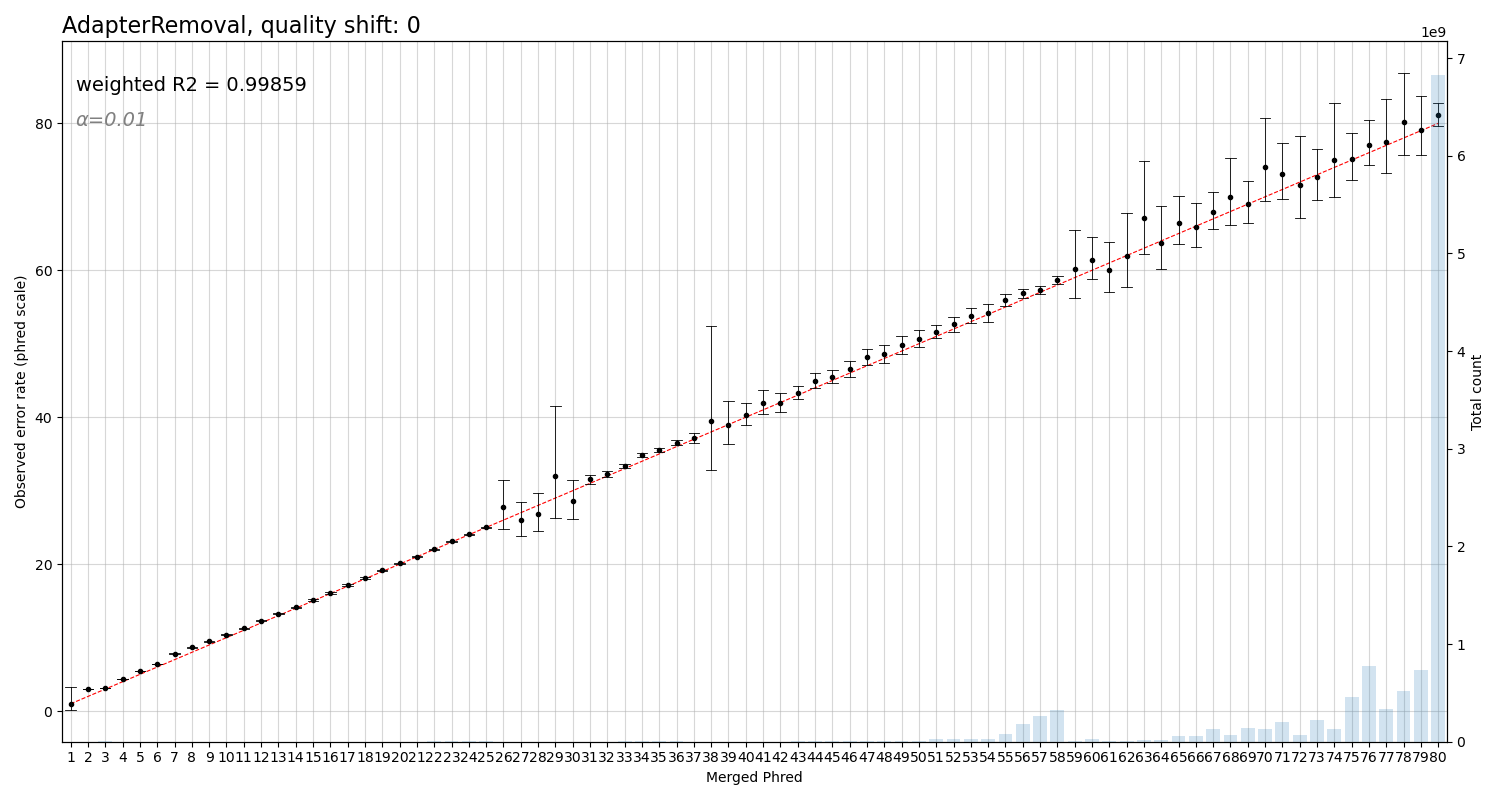 AdapterRemoval, quality shift: 0
1e9
weighted R2 = 0.99859
α=0.01
Observed error rate (phred scale)
80
60
40
20
0
7
6
5
4
3
2
1
0
Total count
1 2 3 4 5 6 7 8 9 10 11 12 13 14 15 16 17 18 19 20 21 22 23 24 25 26 27 28 29 30 31 32 33 34 35 36 37 38 39 40 41 42 43 44 45 46 47 48 49 50 51 52 53 54 55 56 57 58 59 60 61 62 63 64 65 66 67 68 69 70 71 72 73 74 75 76 77 78 79 80
Merged Phred